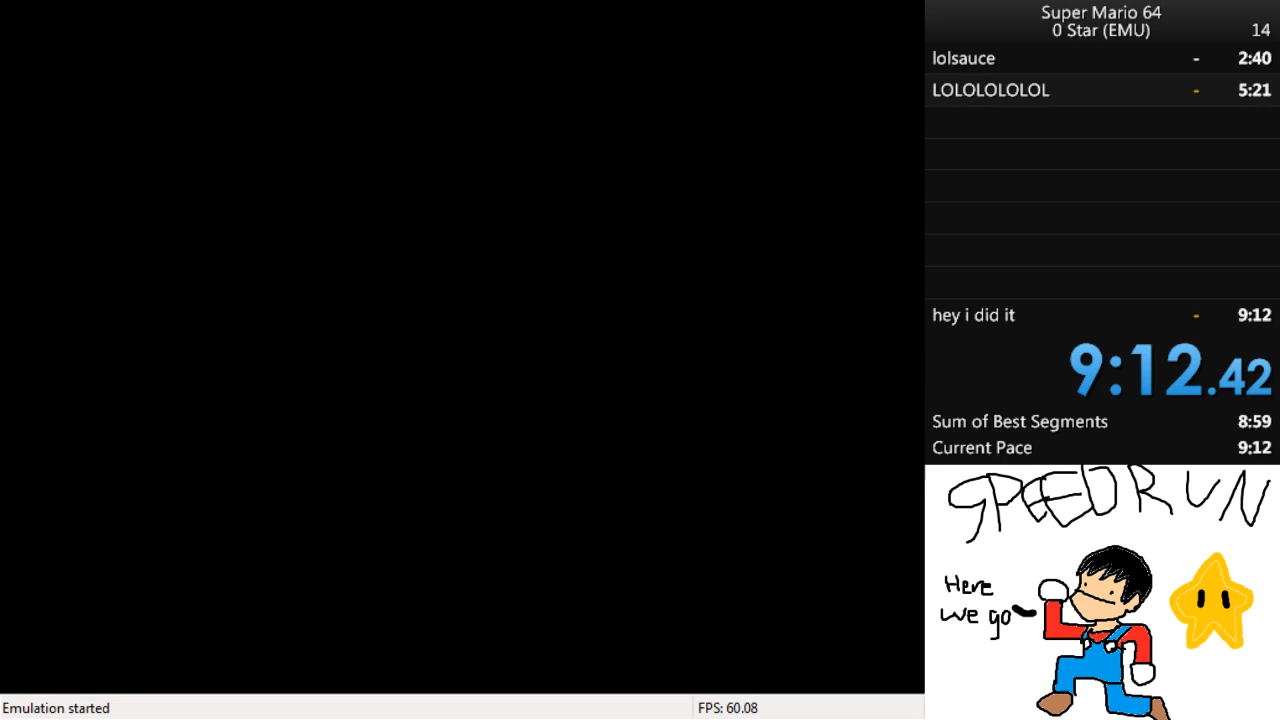 Super Mario 64
0 Star (EMU)
14
lolsauce - 2:40
LOLOLOLOLOL - 5:21
hey i did it - 9:12
9:12.42
Sum of Best Segments 8:59
Current Pace 9:12
SPEEDRUN
Here
we go
Emulation started
FPS: 60.08